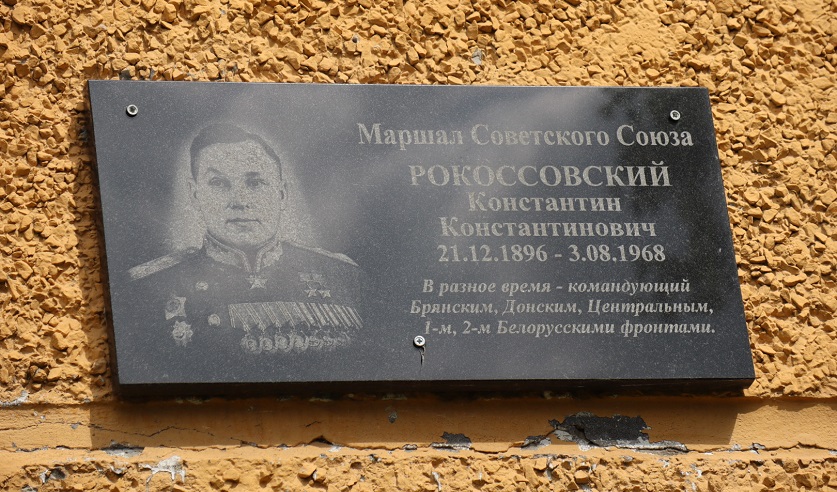 Маршал Советского Союза
РОКОССОВСКИЙ
Константин
Константинович
21.12.1896 - 3.08.1968
В разное время - командующий
Брянским, Донским, Центральным,
1-м, 2-м Белорусскими фронтами.